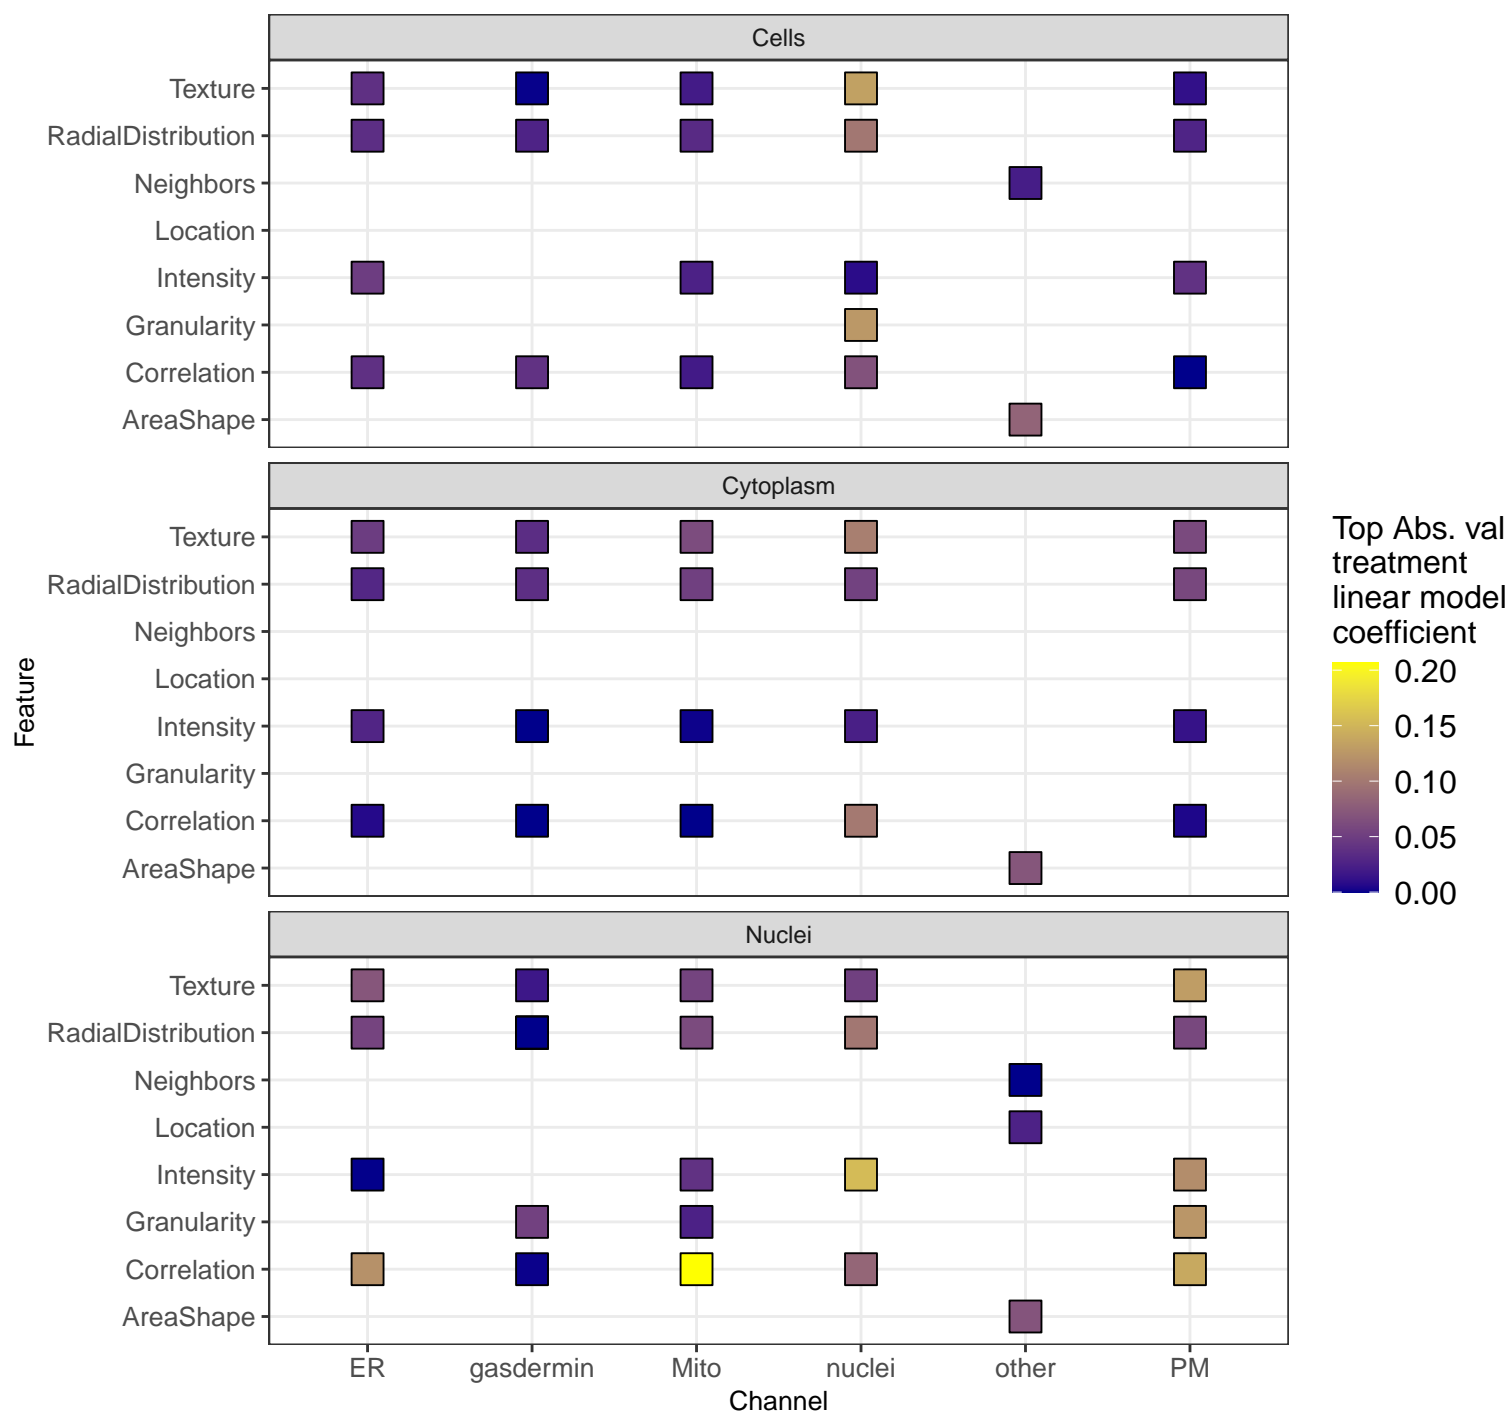 Cells
Texture
RadialDistribution
Neighbors
Location
Intensity
Granularity
Correlation
AreaShape
Cytoplasm
Texture
RadialDistribution
Neighbors
Location
Intensity
Granularity
Correlation
AreaShape
Nuclei
Texture
RadialDistribution
Neighbors
Location
Intensity
Granularity
Correlation
AreaShape
ER gasdermin Mito nuclei other PM
Channel
Feature
Top Abs. val
treatment
linear model
coefficient
0.20
0.15
0.10
0.05
0.00